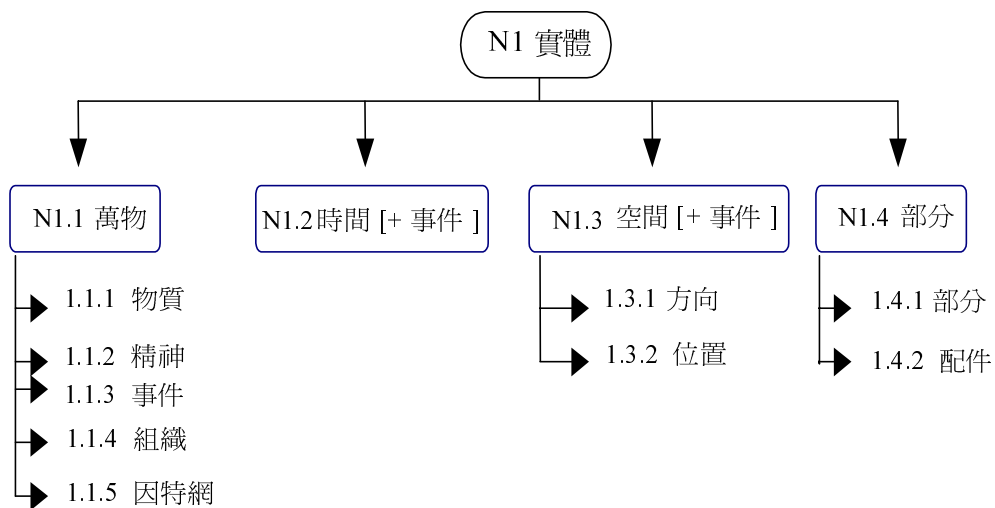 N1 實體
N1.1 萬物
N1.2時間 [+ 事件 ]
N1.3 空間 [+ 事件 ]
N1.4 部分
1.1.1 物質
1.1.2 精神
1.1.3 事件
1.1.4 組織
1.1.5 因特網
1.3.1 方向
1.3.2 位置
1.4.1 部分
1.4.2 配件